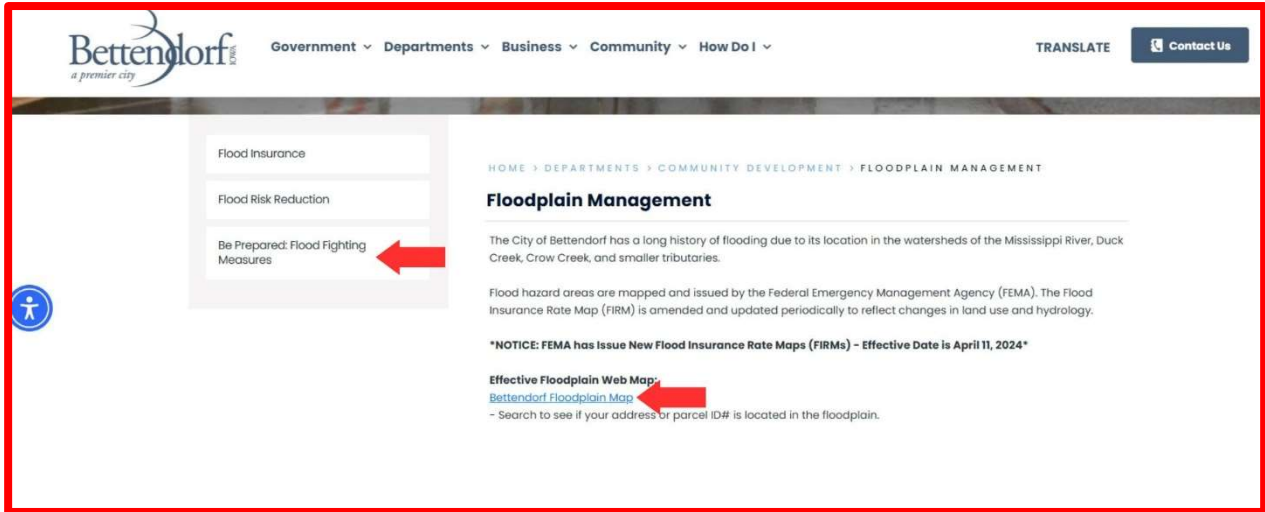 Bettendorf IOWA
a premier city
Government Departments Business Community How Do I
TRANSLATE
Contact Us
Flood Insurance
Flood Risk Reduction
Be Prepared: Flood Fighting
Measures
HOME > DEPARTMENTS > COMMUNITY DEVELOPMENT > FLOODPLAIN MANAGEMENT
Floodplain Management
The City of Bettendorf has a long history of flooding due to its location in the watersheds of the Mississippi River, Duck
Creek, Crow Creek, and smaller tributaries.
Flood hazard areas are mapped and issued by the Federal Emergency Management Agency (FEMA). The Flood
Insurance Rate Map (FIRM) is amended and updated periodically to reflect changes in land use and hydrology.
*NOTICE: FEMA has Issue New Flood Insurance Rate Maps (FIRMs) - Effective Date is April 11, 2024*
Effective Floodplain Web Map:
Bettendorf Floodplain Map
- Search to see if your address or parcel ID# is located in the floodplain.